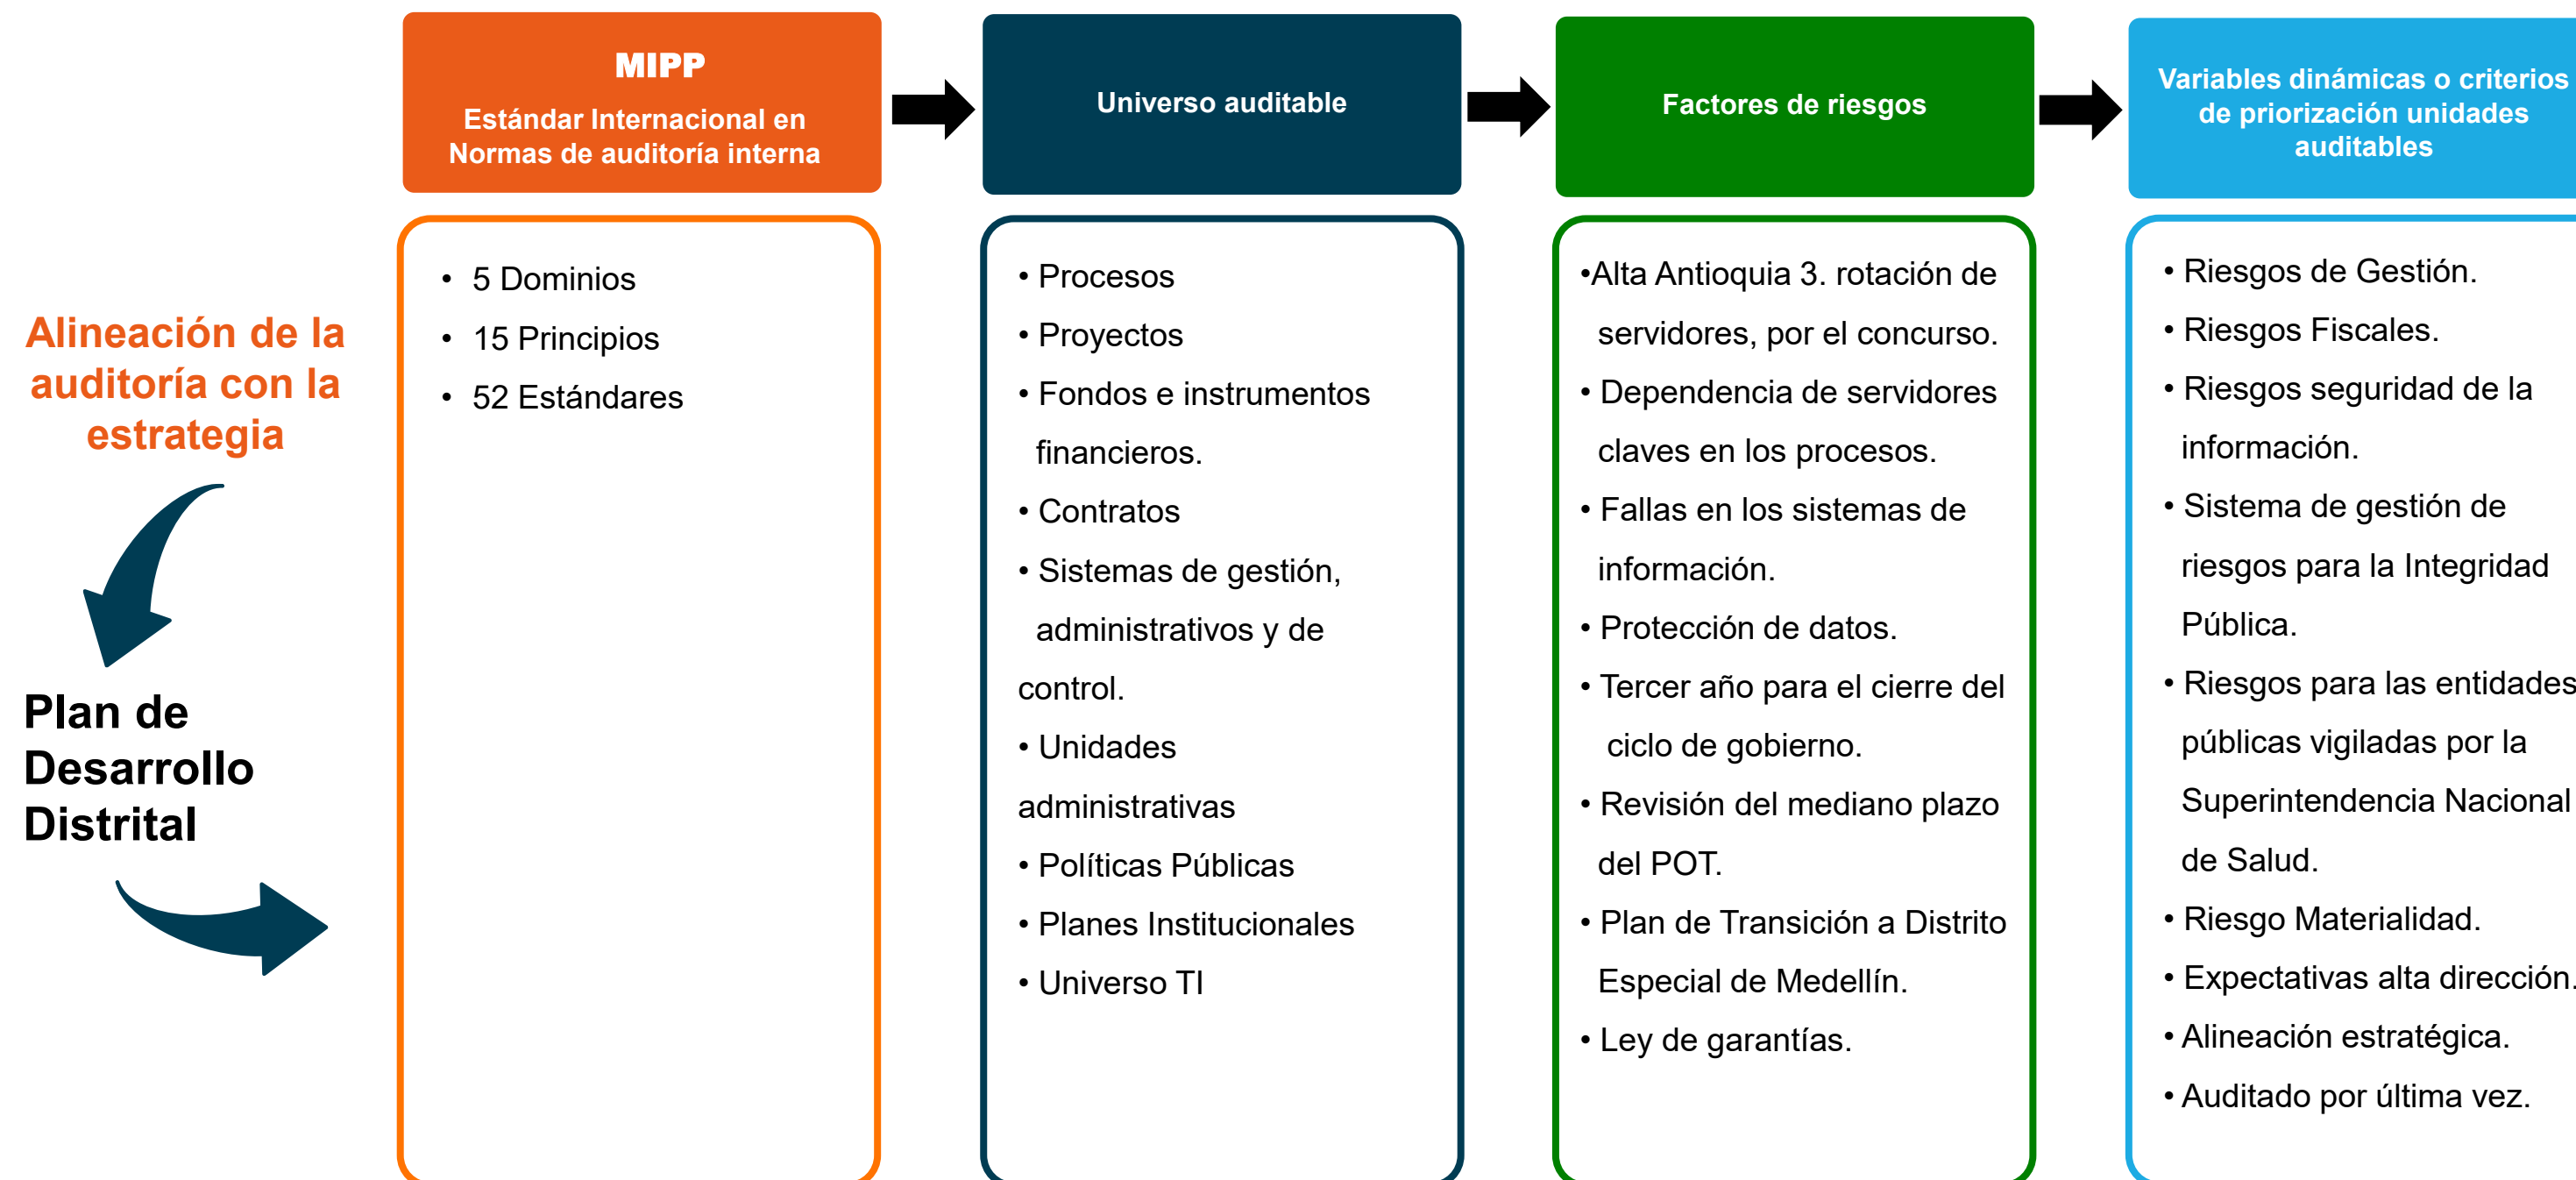 Alineación de la
auditoría con la
estrategia
Plan de
Desarrollo
Distrital
MIPP
Estándar Internacional en
Normas de auditoría interna
• 5 Dominios
• 15 Principios
• 52 Estándares
Universo auditable
• Procesos
• Proyectos
• Fondos e instrumentos
financieros.
• Contratos
• Sistemas de gestión,
administrativos y de
control.
• Unidades
administrativas
• Políticas Públicas
• Planes Institucionales
• Universo TI
Factores de riesgos
•Alta Antioquia 3. rotación de
servidores, por el concurso.
• Dependencia de servidores
claves en los procesos.
• Fallas en los sistemas de
información.
• Protección de datos.
• Tercer año para el cierre del
ciclo de gobierno.
• Revisión del mediano plazo
del POT.
• Plan de Transición a Distrito
Especial de Medellín.
• Ley de garantías.
Variables dinámicas o criterios
de priorización unidades
auditables
• Riesgos de Gestión.
• Riesgos Fiscales.
• Riesgos seguridad de la
información.
• Sistema de gestión de
riesgos para la Integridad
Pública.
• Riesgos para las entidades
públicas vigiladas por la
Superintendencia Nacional
de Salud.
• Riesgo Materialidad.
• Expectativas alta dirección.
• Alineación estratégica.
• Auditado por última vez.